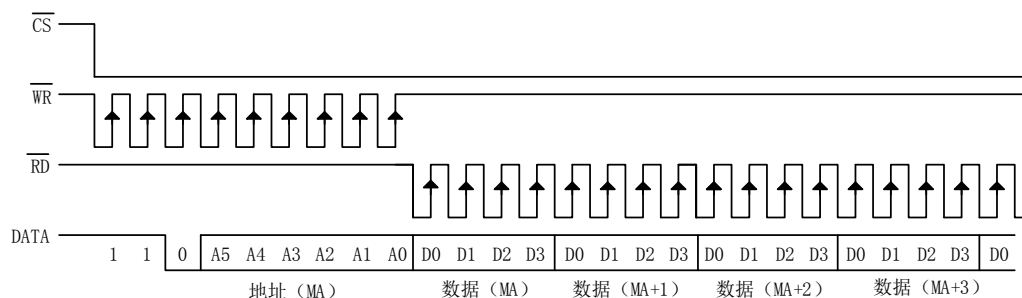 CS
WR
RD
DATA
1 1 0 A5 A4 A3 A2 A1 A0 D0 D1 D2 D3 D0 D1 D2 D3 D0 D1 D2 D3 D0 D1 D2 D3 D0
地址（MA） 数据（MA） 数据（MA+1） 数据（MA+2） 数据（MA+3）